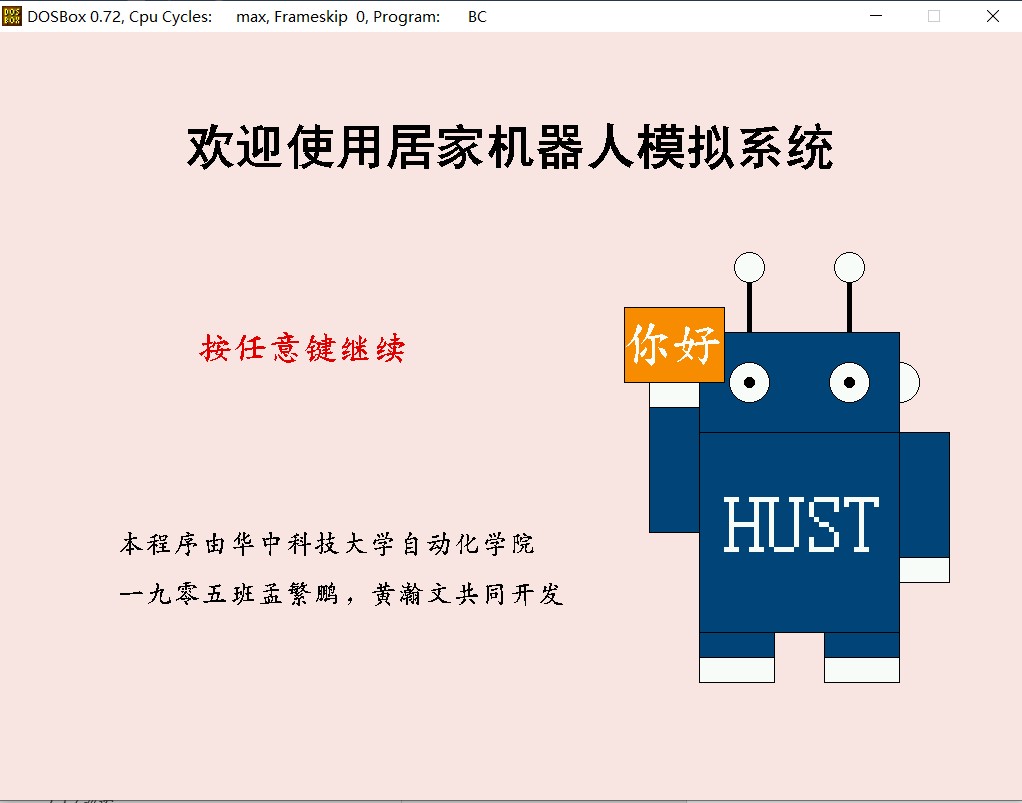 DOSBox 0.72, Cpu Cycles: max, Frameskip 0, Program: BC
欢迎使用居家机器人模拟系统
你好
按任意键继续
HUST
本程序由华中科技大学自动化学院
一九零五班孟繁鹏，黄瀚文共同开发